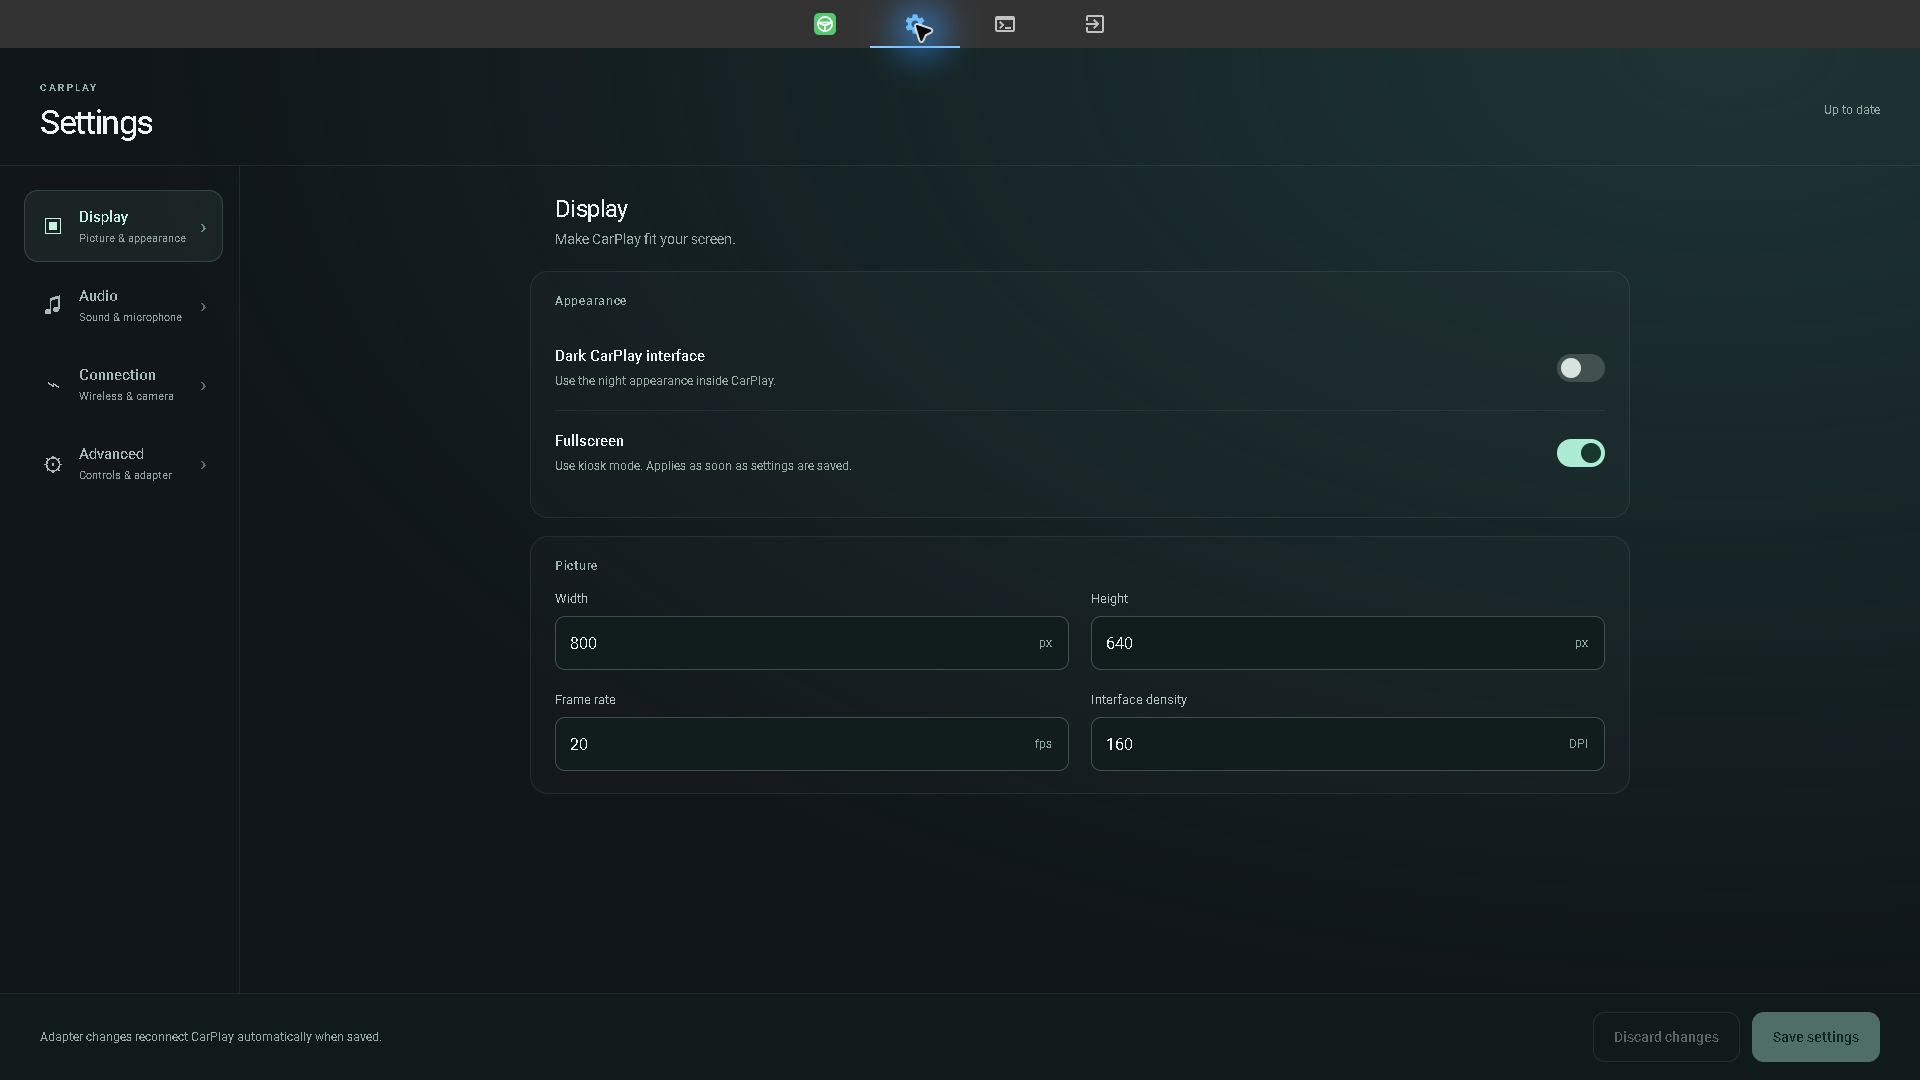 CARPLAY
Settings
Up to date
Display
Picture & appearance
Audio
Sound & microphone
Connection
Wireless & camera
Advanced
Controls & adapter
Display
Make CarPlay fit your screen.
Appearance
Dark CarPlay interface
Use the night appearance inside CarPlay.
Fullscreen
Use kiosk mode. Applies as soon as settings are saved.
Picture
Width
Height
800 px
640 px
Frame rate
Interface density
20 fps
160 DPI
Adapter changes reconnect CarPlay automatically when saved.
Discard changes
Save settings